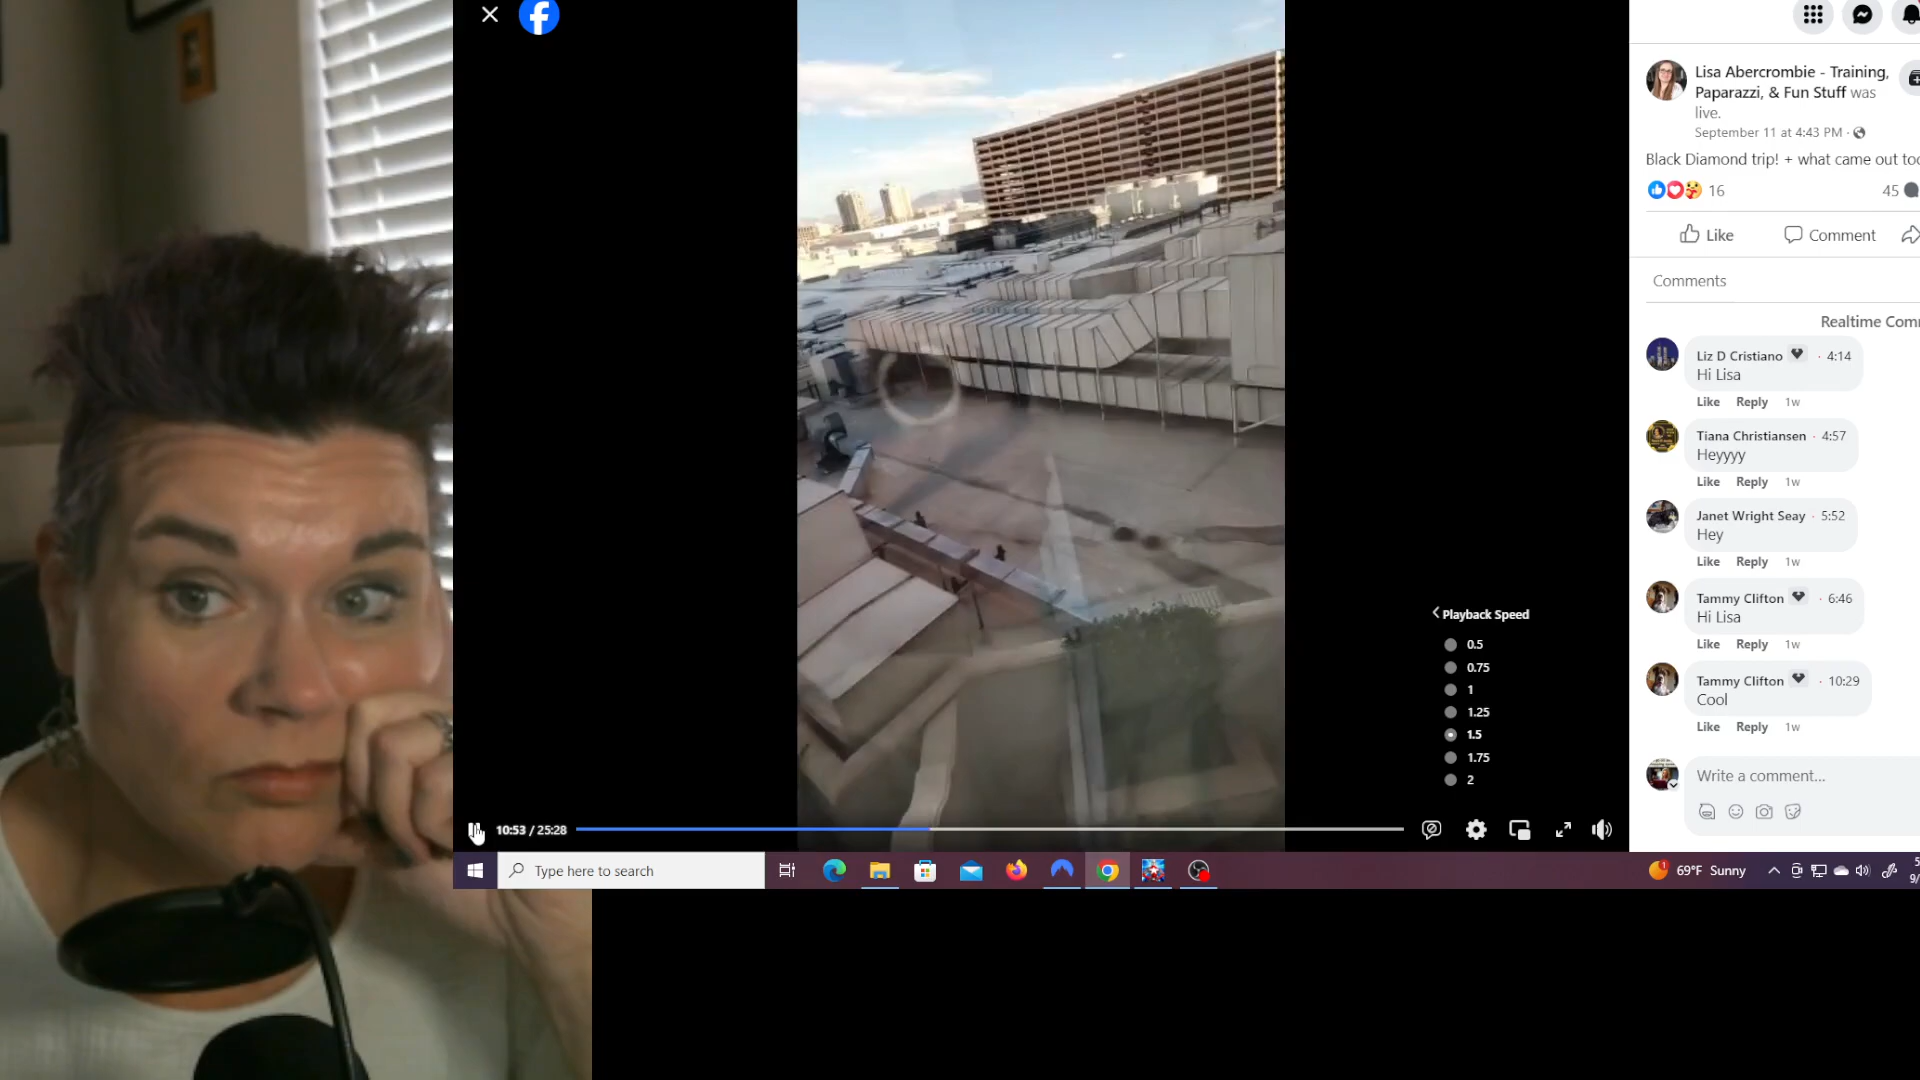 Lisa Abercrombie - Training,
Paparazzi, & Fun Stuff was
live.
September 11 at 4:43 PM ·
Black Diamond trip! + what came out
16
45
Like
Comment
Comments
Realtime
Liz D Cristiano · 4:14
Hi Lisa
Like Reply 1w
Tiana Christiansen · 4:57
Heyyyy
Like Reply 1w
Janet Wright Seay · 5:52
Hey
Like Reply 1w
Tammy Clifton · 6:46
Hi Lisa
Like Reply 1w
Tammy Clifton · 10:29
Cool
Like Reply 1w
Write a comment...
Playback Speed
0.5
0.75
1
1.25
1.5
1.75
2
10:53 / 25:28
Type here to search
69°F Sunny